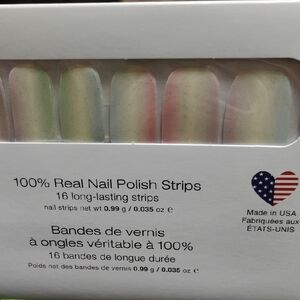 100% Real Nail Polish Strips
16 long-lasting strips
nail strips net wt 0.99 g / 0.035 oz e
Made in USA
Fabriquées aux
ÉTATS-UNIS
Bandes de vernis
à ongles véritable à 100%
16 bandes de longue durée
Poids net des bandes de vernis 0.99 g / 0.035 oz e